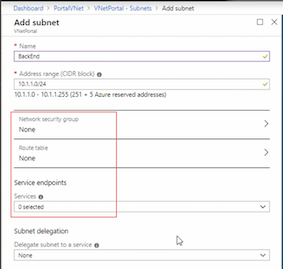 Dashboard > PortalVNet > VNetPortal - Subnets > Add subnet
Add subnet
VNetPortal
* Name
BackEnd
* Address range (CIDR block)
10.1.1.0/24
10.1.1.0 - 10.1.1.255 (251 + 5 Azure reserved addresses)
Network security group
None
Route table
None
Service endpoints
Services
0 selected
Subnet delegation
Delegate subnet to a service
None